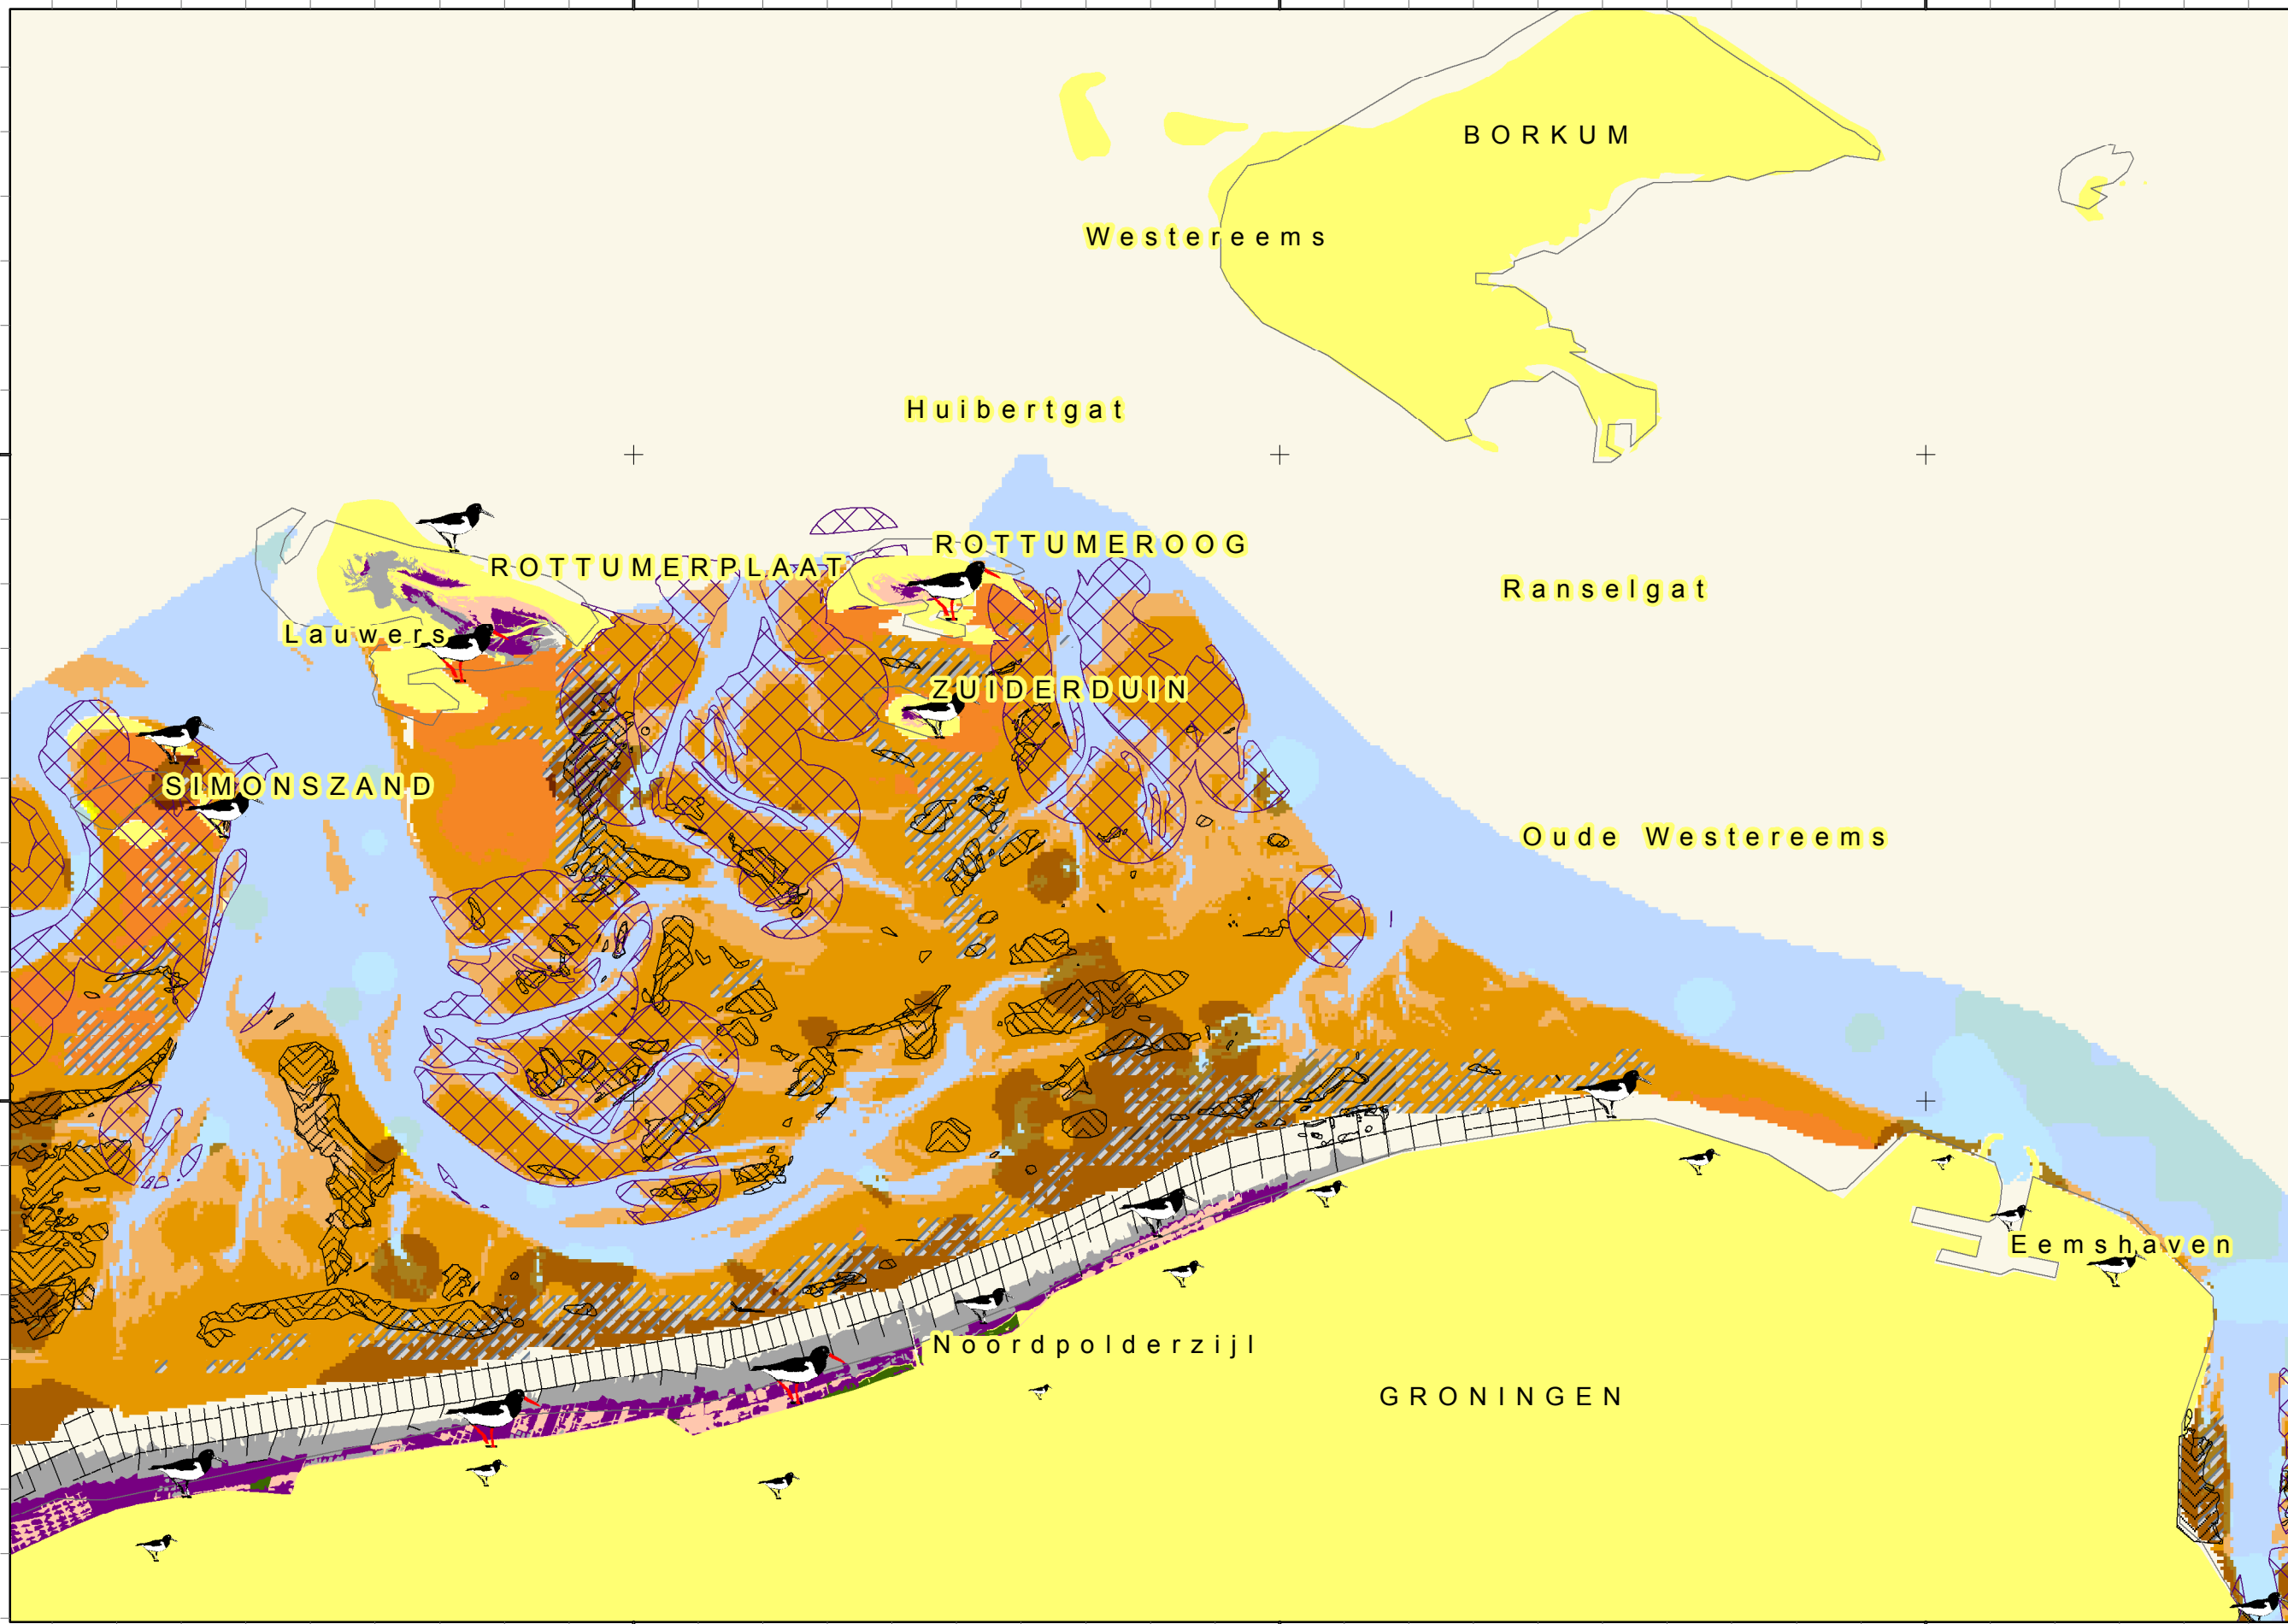 BORKUM
Westereems
Huibertgat
ROTTUMEROOG
ROTTUMERPLAAT
Ranselgat
Lauwers
ZUIDERDUIN
SIMONSZAND
Oude Westereems
Eemshaven
Noordpolderzijl
GRONINGEN